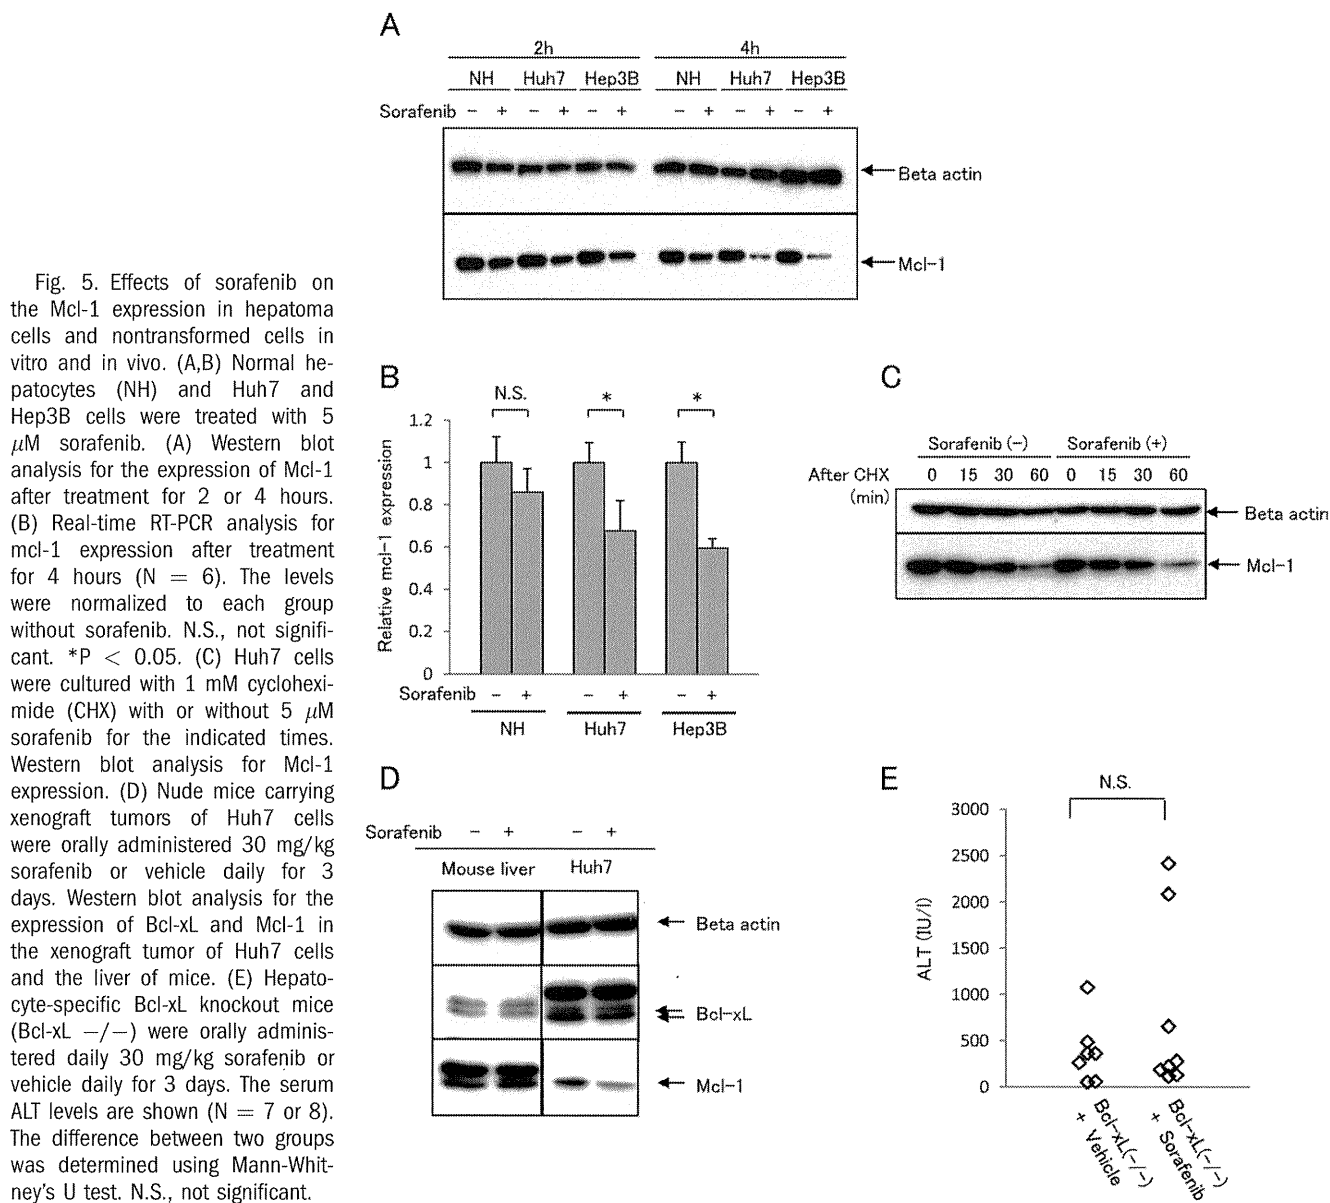 Fig. 5. Effects of sorafenib on
the Mcl-1 expression in hepatoma
cells and nontransformed cells in
vitro and in vivo. (A,B) Normal he-
patocytes (NH) and Huh7 and
Hep3B cells were treated with 5
μM sorafenib. (A) Western blot
analysis for the expression of Mcl-1
after treatment for 2 or 4 hours.
(B) Real-time RT-PCR analysis for
mcl-1 expression after treatment
for 4 hours (N = 6). The levels
were normalized to each group
without sorafenib. N.S., not signifi-
cant. *P < 0.05. (C) Huh7 cells
were cultured with 1 mM cyclohexi-
mide (CHX) with or without 5 μM
sorafenib for the indicated times.
Western blot analysis for Mcl-1
expression. (D) Nude mice carrying
xenograft tumors of Huh7 cells
were orally administered 30 mg/kg
sorafenib or vehicle daily for 3
days. Western blot analysis for the
expression of Bcl-xL and Mcl-1 in
the xenograft tumor of Huh7 cells
and the liver of mice. (E) Hepato-
cyte-specific Bcl-xL knockout mice
(Bcl-xL −/−) were orally adminis-
tered daily 30 mg/kg sorafenib or
vehicle daily for 3 days. The serum
ALT levels are shown (N = 7 or 8).
The difference between two groups
was determined using Mann-Whit-
ney's U test. N.S., not significant.
A
2h 4h
NH Huh7 Hep3B NH Huh7 Hep3B
Sorafenib − + − + − + − + − + − +
Beta actin
Mcl-1
B
N.S. * *
Relative mcl-1 expression
1.2
1
0.8
0.6
0.4
0.2
0
Sorafenib − + − + − +
NH Huh7 Hep3B
C
Sorafenib (-) Sorafenib (+)
After CHX 0 15 30 60 0 15 30 60
(min)
Beta actin
Mcl-1
D
Sorafenib − + − +
Mouse liver Huh7
Beta actin
Bcl-xL
Mcl-1
E
N.S.
ALT (IU/l)
3000
2500
2000
1500
1000
500
0
Bcl-xL(-/-)
+ Vehicle
Bcl-xL(-/-)
+ Sorafenib